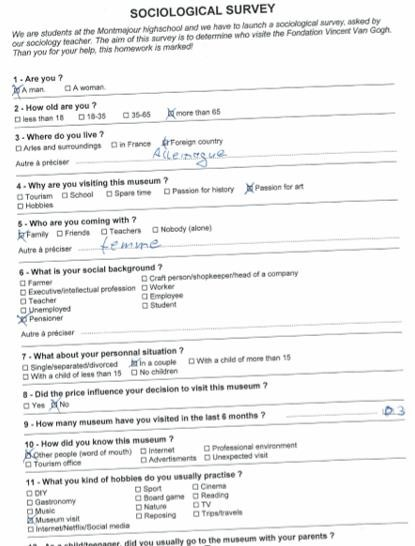 SOCIOLOGICAL SURVEY
We are students at the Montmajour highschool and we have to launch a sociological survey, asked by
our sociology teacher. The aim of this survey is to determine who visite the Fondation Vincent Van Gogh.
Than you for your help, this homework is marked!
1 - Are you ?
☒ A man. ☐ A woman.
2 - How old are you ?
☐ less than 18 ☐ 18-35 ☐ 35-65 ☒ more than 65
3 - Where do you live ?
☐ Arles and surroundings ☐ in France ☒ Foreign country
Autre à préciser Allemagne
4 - Why are you visiting this museum ?
☐ Tourism ☐ School ☐ Spare time ☐ Passion for history ☒ Passion for art
☐ Hobbies
5 - Who are you coming with ?
☒ Family ☐ Friends ☐ Teachers ☐ Nobody (alone)
Autre à préciser femme
6 - What is your social background ?
☐ Farmer ☐ Craft person/shopkeeper/head of a company
☐ Executive/intellectual profession ☐ Worker
☐ Teacher ☐ Employee
☐ Unemployed ☐ Student
☒ Pensioner
Autre à préciser
7 - What about your personnal situation ?
☐ Single/separated/divorced ☒ In a couple ☐ With a child of more than 15
☐ With a child of less than 15 ☐ No children
8 - Did the price influence your decision to visit this museum ?
☐ Yes ☒ No
9 - How many museum have you visited in the last 6 months ? 3
10 - How did you know this museum ?
☒ Other people (word of mouth) ☐ Internet ☐ Professional environment
☐ Tourism office ☐ Advertisments ☐ Unexpected visit
11 - What you kind of hobbies do you usually practise ?
☐ DIY ☐ Sport ☐ Cinema
☐ Gastronomy ☐ Board game ☐ Reading
☐ Music ☐ Nature ☐ TV
☒ Museum visit ☐ Reposing ☐ Trips/travels
☐ Internet/Netflix/Social media
did you usually go to the museum with your parents ?